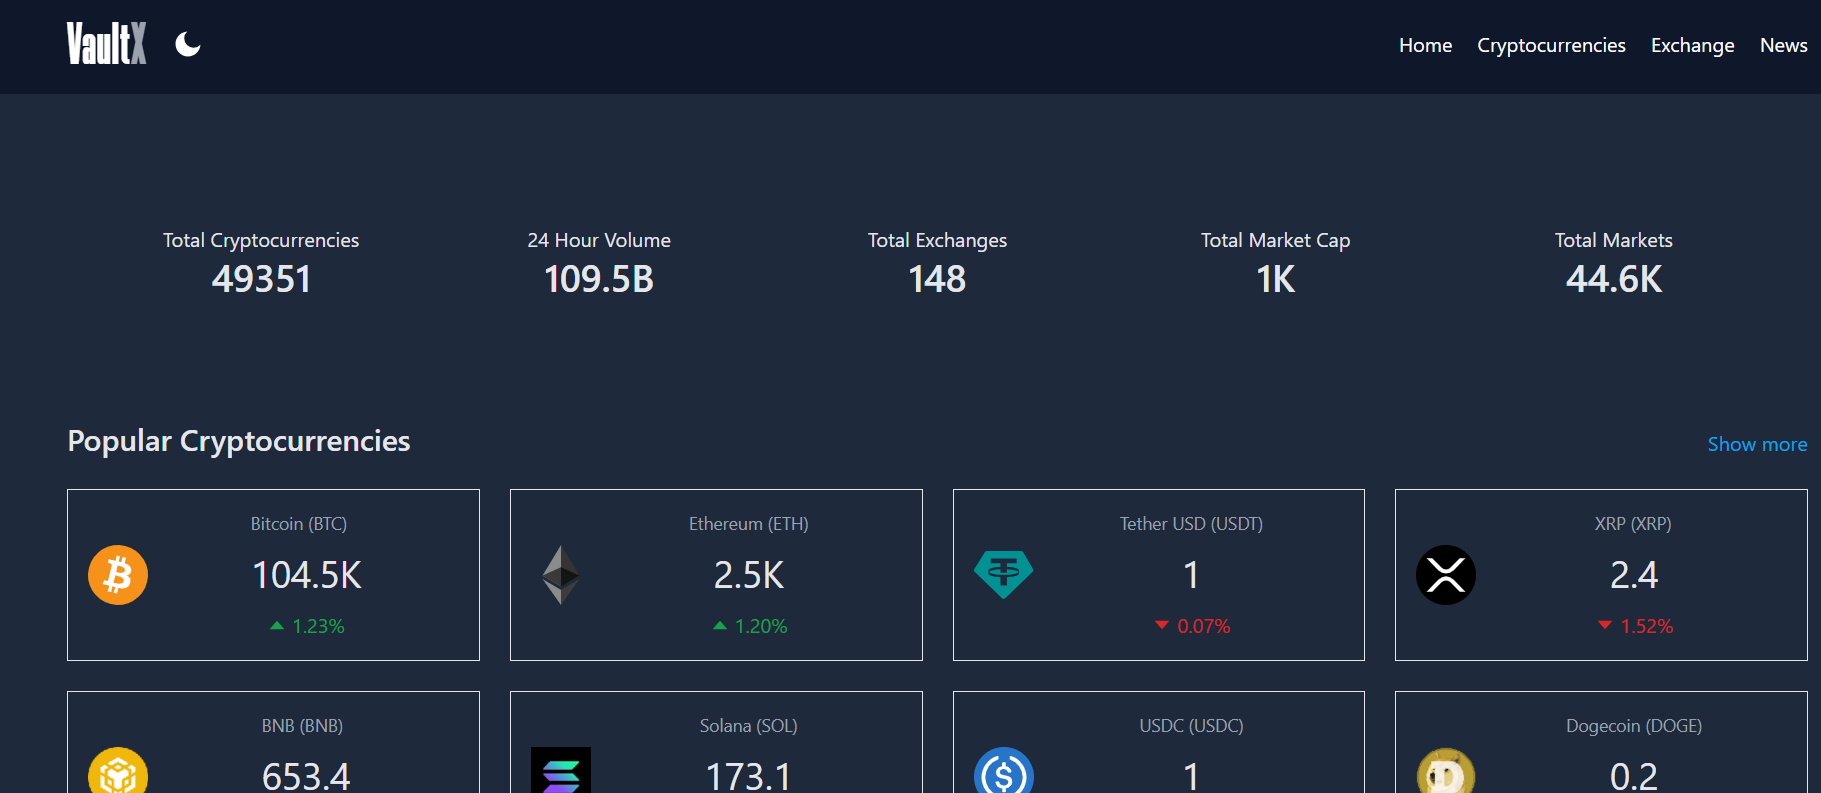 VaultX
Home Cryptocurrencies Exchange News
Total Cryptocurrencies 24 Hour Volume Total Exchanges Total Market Cap Total Markets
49351 109.5B 148 1K 44.6K
Popular Cryptocurrencies Show more
Bitcoin (BTC) Ethereum (ETH) Tether USD (USDT) XRP (XRP)
104.5K 2.5K 1 2.4
1.23% 1.20% 0.07% 1.52%
BNB (BNB) Solana (SOL) USDC (USDC) Dogecoin (DOGE)
653.4 173.1 1 0.2